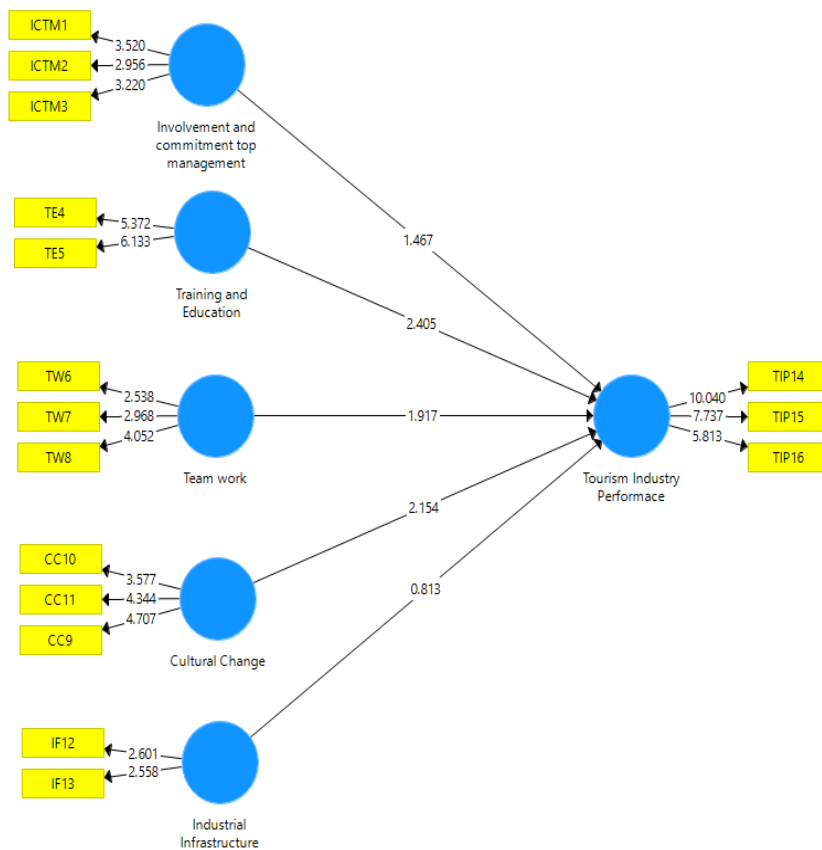 ICTM1
3.520
ICTM2
2.956
3.220
ICTM3
Involvement and
commitment top
management
1.467
TE4
5.372
6.133
TE5
Training and
Education
2.405
TW6
2.538
TW7
2.968
4.052
TW8
Team work
1.917
10.040
TIP14
7.737
TIP15
5.813
TIP16
Tourism Industry
Performace
2.154
CC10
3.577
CC11
4.344
4.707
CC9
Cultural Change
0.813
IF12
2.601
2.558
IF13
Industrial
Infrastructure